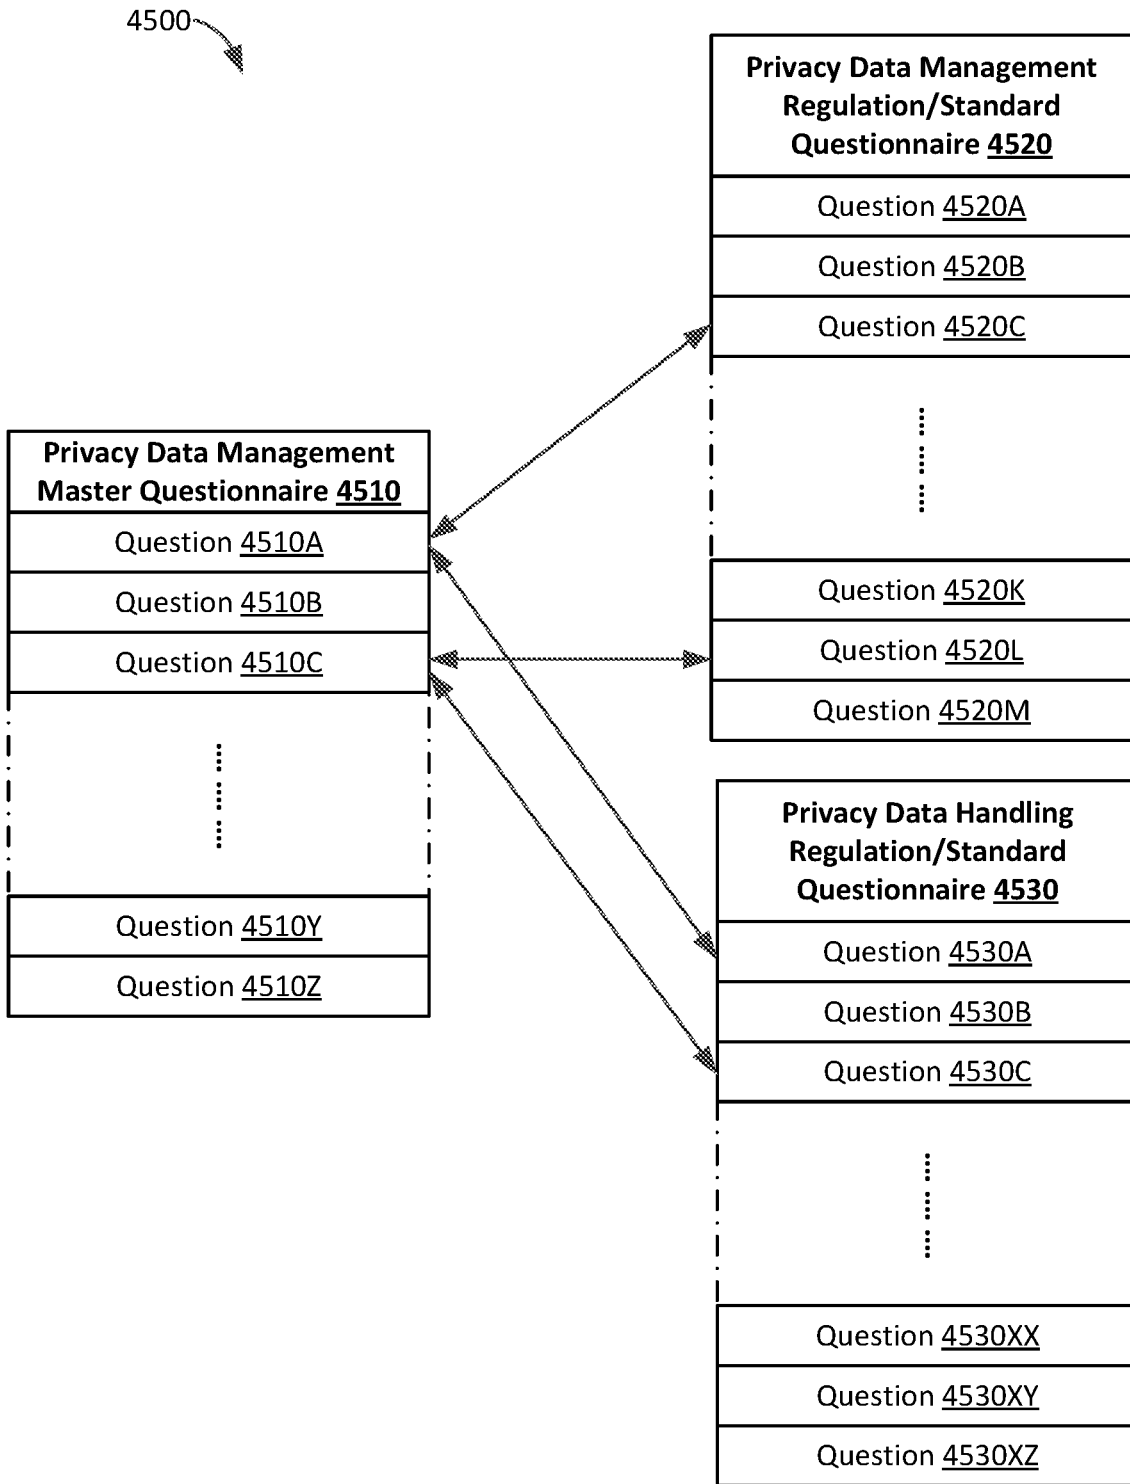 4500
Privacy Data Management
Regulation/Standard
Questionnaire 4520
Question 4520A
Question 4520B
Question 4520C
Question 4520K
Question 4520L
Question 4520M
Privacy Data Management
Master Questionnaire 4510
Question 4510A
Question 4510B
Question 4510C
Question 4510Y
Question 4510Z
Privacy Data Handling
Regulation/Standard
Questionnaire 4530
Question 4530A
Question 4530B
Question 4530C
Question 4530XX
Question 4530XY
Question 4530XZ